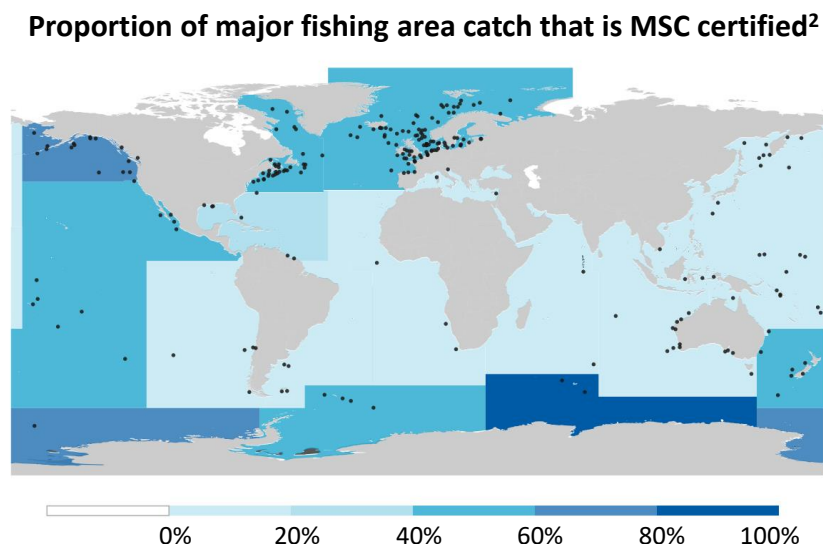 Proportion of major fishing area catch that is MSC certified²
0% 20% 40% 60% 80% 100%